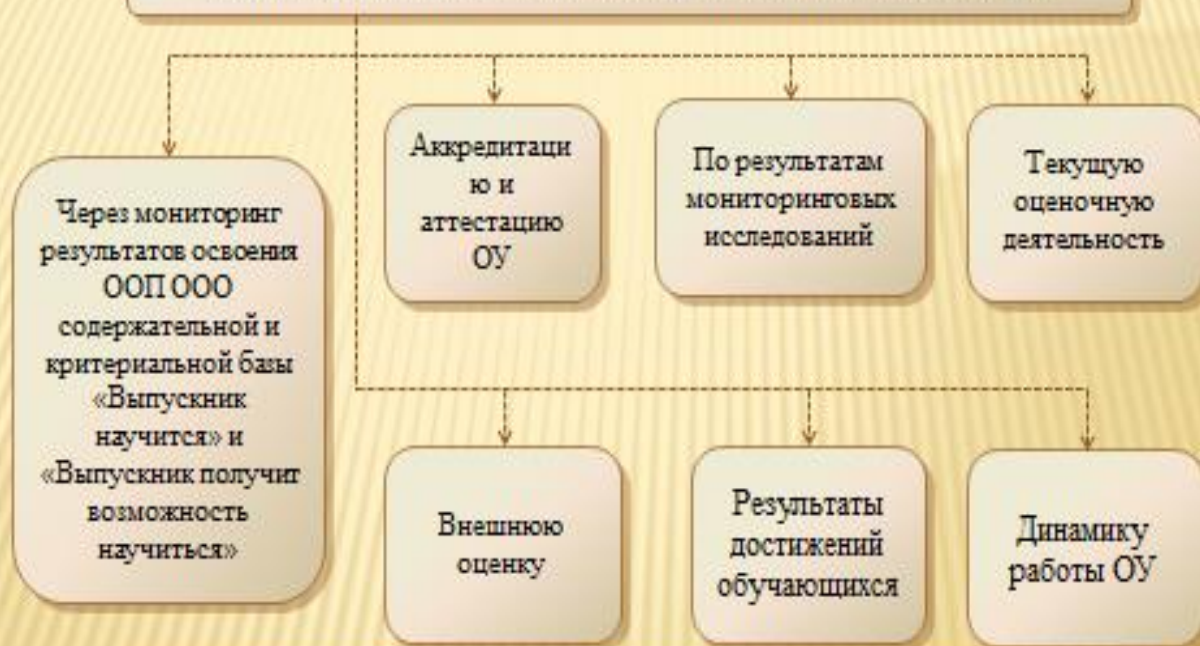 Через мониторинг
результатов освоения
ООП ООО
содержательной и
критериальной базы
«Выпускник
научится» и
«Выпускник получит
возможность
научиться»
Аккредитаци
ю и
аттестацию
ОУ
По результатам
мониторинговых
исследований
Текущую
оценочную
деятельность
Внешнюю
оценку
Результаты
достижений
обучающихся
Динамику
работы ОУ